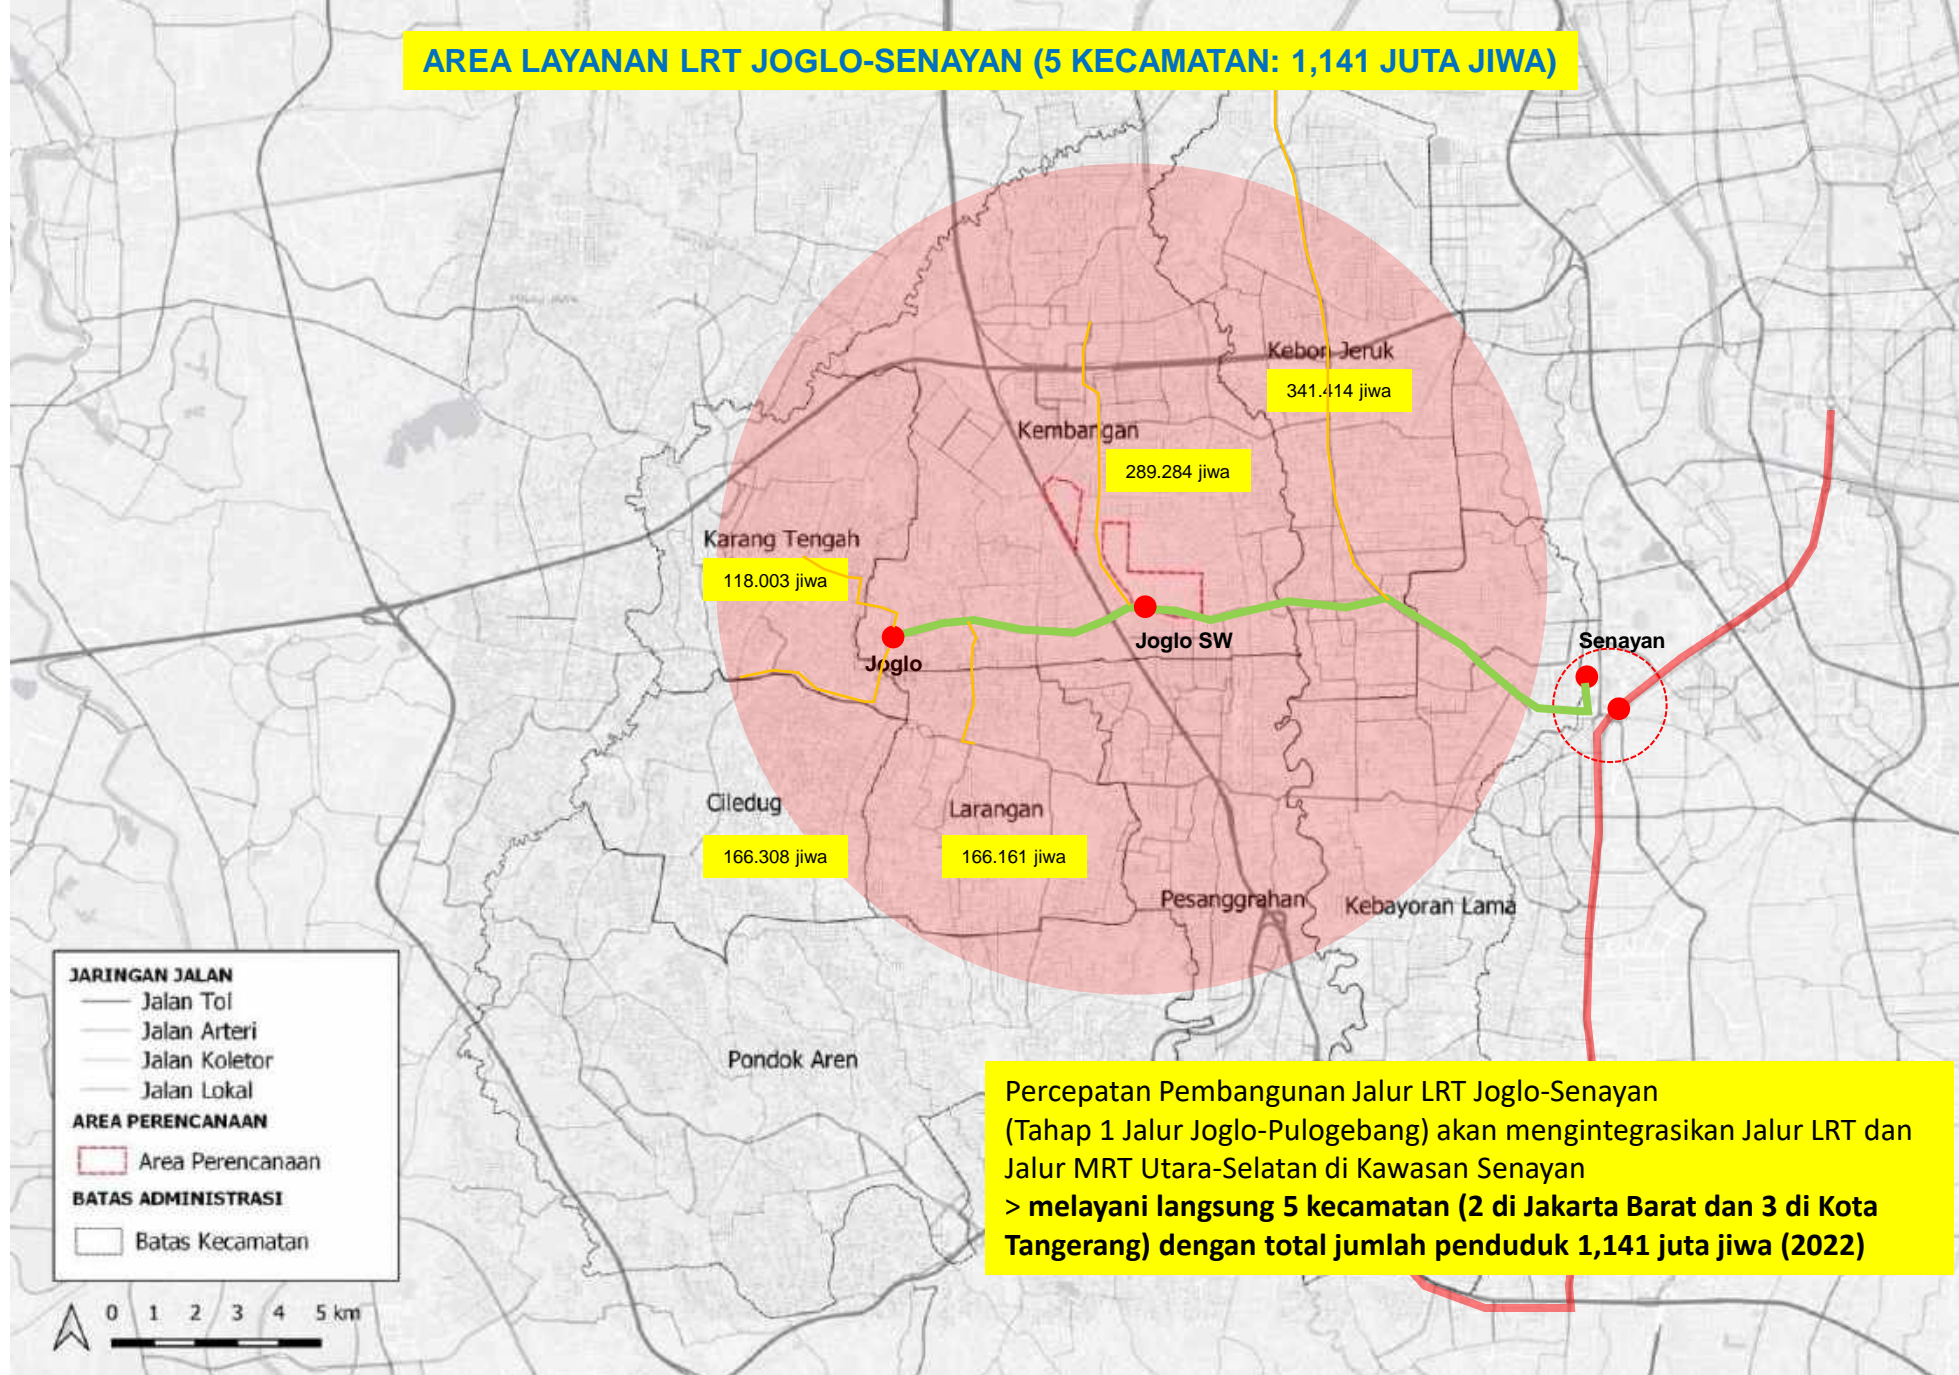 AREA LAYANAN LRT JOGLO-SENAYAN (5 KECAMATAN: 1,141 JUTA JIWA)
Kebon Jeruk
341.414 jiwa
Kembangan
289.284 jiwa
Karang Tengah
118.003 jiwa
Joglo SW
Senayan
Joglo
Ciledug
166.308 jiwa
Larangan
166.161 jiwa
Pesanggrahan
Kebayoran Lama
Pondok Aren
JARINGAN JALAN
Jalan Tol
Jalan Arteri
Jalan Koletor
Jalan Lokal
AREA PERENCANAAN
Area Perencanaan
BATAS ADMINISTRASI
Batas Kecamatan
0 1 2 3 4 5 km
Percepatan Pembangunan Jalur LRT Joglo-Senayan
(Tahap 1 Jalur Joglo-Pulogebang) akan mengintegrasikan Jalur LRT dan
Jalur MRT Utara-Selatan di Kawasan Senayan
> melayani langsung 5 kecamatan (2 di Jakarta Barat dan 3 di Kota
Tangerang) dengan total jumlah penduduk 1,141 juta jiwa (2022)